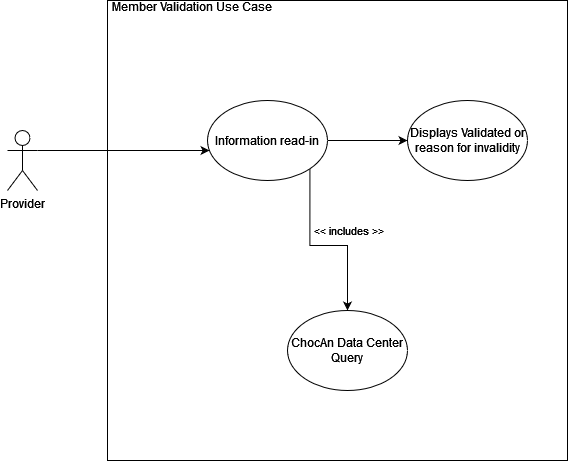 Member Validation Use Case
Information read-in
Displays Validated or
reason for invalidity
Provider
<< includes >>
ChocAn Data Center
Query